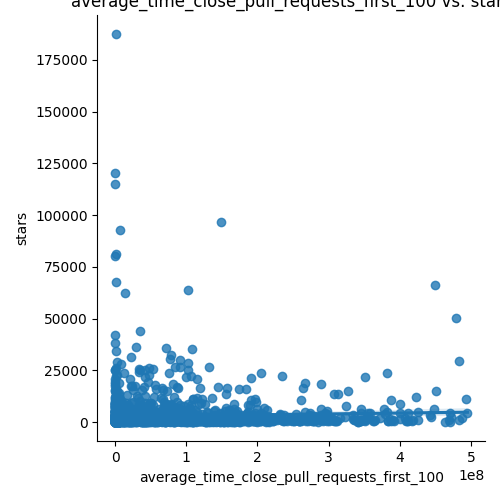 average_time_close_pull_requests_first_100 vs. star
175000
150000
125000
100000
75000
50000
25000
0
stars
0 1 2 3 4 5
1e8
average_time_close_pull_requests_first_100